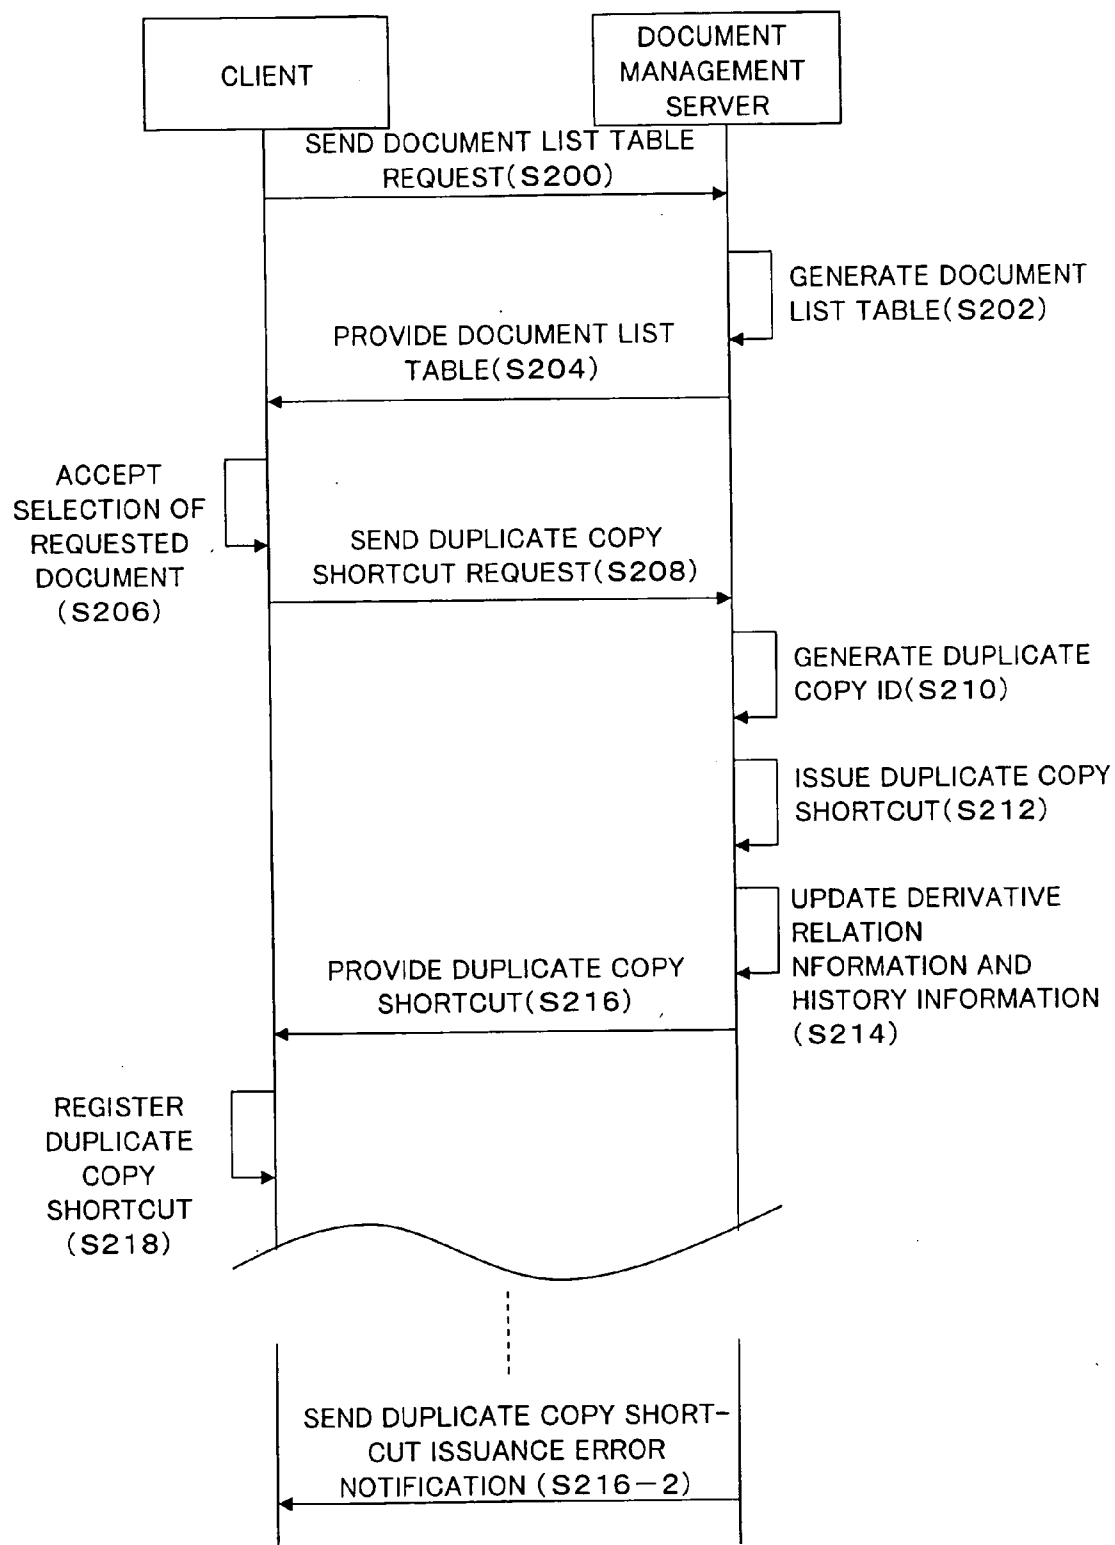 CLIENT
DOCUMENT
MANAGEMENT
SERVER
SEND DOCUMENT LIST TABLE
REQUEST(S200)
GENERATE DOCUMENT
LIST TABLE(S202)
PROVIDE DOCUMENT LIST
TABLE(S204)
ACCEPT
SELECTION OF
REQUESTED
DOCUMENT
(S206)
SEND DUPLICATE COPY
SHORTCUT REQUEST(S208)
GENERATE DUPLICATE
COPY ID(S210)
ISSUE DUPLICATE COPY
SHORTCUT(S212)
UPDATE DERIVATIVE
RELATION
NFORMATION AND
HISTORY INFORMATION
(S214)
PROVIDE DUPLICATE COPY
SHORTCUT(S216)
REGISTER
DUPLICATE
COPY
SHORTCUT
(S218)
SEND DUPLICATE COPY SHORT-
CUT ISSUANCE ERROR
NOTIFICATION (S216-2)